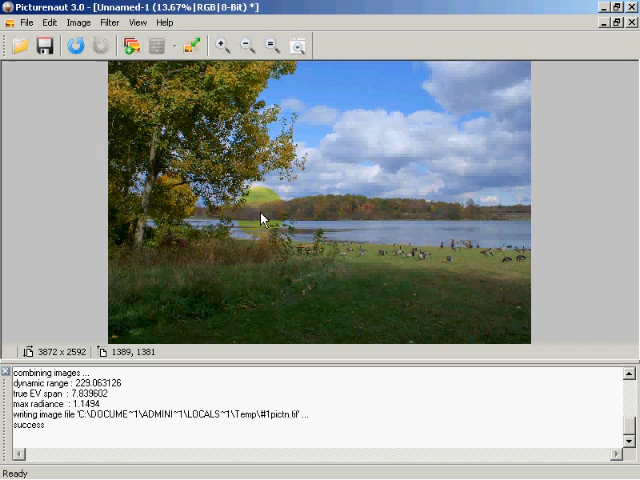 Picturenaut 3.0 - [Unnamed-1 (13.67%|RGB|8-Bit) *]
File Edit Image Filter View Help
3872 x 2592 1389, 1381
combining images ...
dynamic range : 229.063126
true EV span : 7.839602
max radiance : 1.1494
writing image file 'C:\DOCUME~1\ADMINI~1\LOCALS~1\Temp\#1pictn.tif' ...
success
Ready